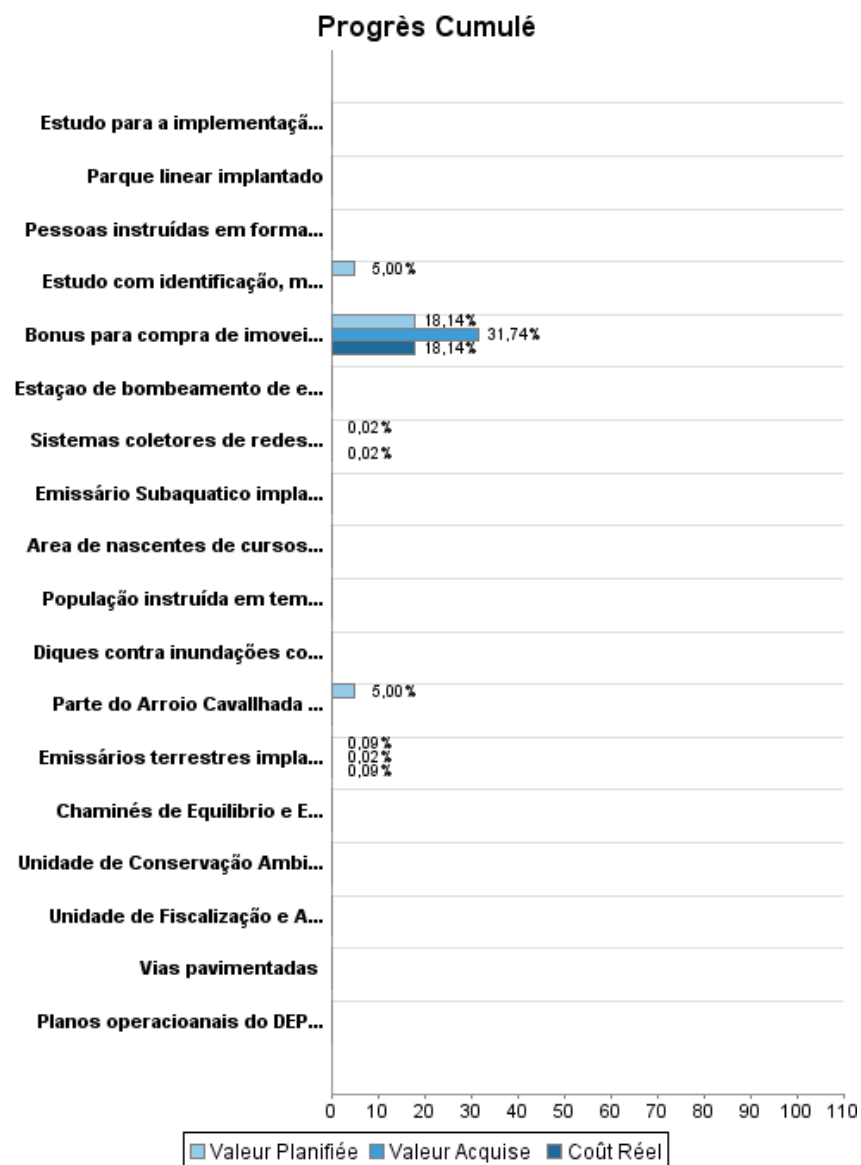 Progrès Cumulé
Estudo para a implementaçã...
Parque linear implantado
Pessoas instruídas em forma...
Estudo com identificação, m...
5,00%
Bonus para compra de imovei...
18,14%
31,74%
18,14%
Estaçao de bombeamento de e...
Sistemas coletores de redes...
0,02%
0,02%
Emissário Subaquatico impla...
Area de nascentes de cursos...
População instruída em tem...
Diques contra inundações co...
Parte do Arroio Cavallhada ...
5,00%
Emissários terrestres impla...
0,09%
0,02%
0,09%
Chaminés de Equilibrio e E...
Unidade de Conservação Ambi...
Unidade de Fiscalização e A...
Vias pavimentadas
Planos operacioanais do DEP...
0 10 20 30 40 50 60 70 80 90 100 110
Valeur Planifiée Valeur Acquise Coût Réel